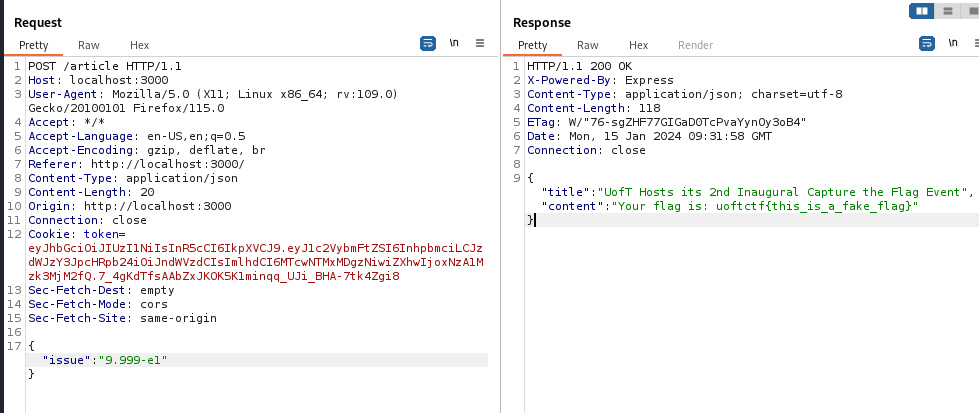 Request
Pretty Raw Hex
\n
1 POST /article HTTP/1.1
2 Host: localhost:3000
3 User-Agent: Mozilla/5.0 (X11; Linux x86_64; rv:109.0)
Gecko/20100101 Firefox/115.0
4 Accept: */*
5 Accept-Language: en-US,en;q=0.5
6 Accept-Encoding: gzip, deflate, br
7 Referer: http://localhost:3000/
8 Content-Type: application/json
9 Content-Length: 20
10 Origin: http://localhost:3000
11 Connection: close
12 Cookie: token=
eyJhbGciOiJIUzI1NiIsInR5cCI6IkpXVCJ9.eyJ1c2VybmFtZSI6InhpbmciLCJz
dWJzY3JpcHRpb24iOiJndWVzdCIsImlhdCI6MTcwNTMxMDgzNiwiZXhwIjoxNzA1M
zk3MjM2fQ.7_4gKdTfsAAbZxJKOK5K1minqq_UJi_BHA-7tk4Zgi8
13 Sec-Fetch-Dest: empty
14 Sec-Fetch-Mode: cors
15 Sec-Fetch-Site: same-origin
16
17 {
"issue":"9.999-e1"
}
Response
Pretty Raw Hex Render
\n
1 HTTP/1.1 200 OK
2 X-Powered-By: Express
3 Content-Type: application/json; charset=utf-8
4 Content-Length: 118
5 ETag: W/"76-sgZHF77GIGaD0TcPvaYynOy3oB4"
6 Date: Mon, 15 Jan 2024 09:31:58 GMT
7 Connection: close
8
9 {
"title":"UofT Hosts its 2nd Inaugural Capture the Flag Event",
"content":"Your flag is: uoftctf{this_is_a_fake_flag}"
}